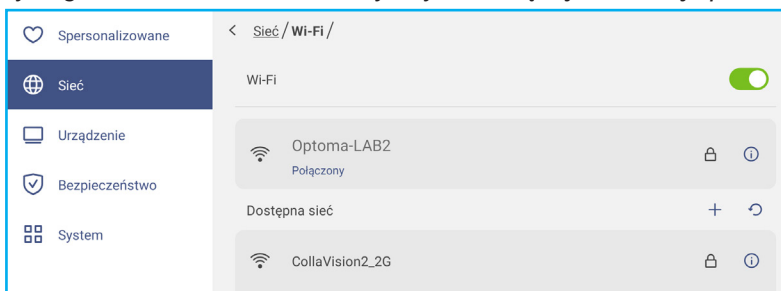 Spersonalizowane
Sieć / Wi-Fi /
Sieć
Wi-Fi
Urządzenie
Optoma-LAB2
Połączony
Bezpieczeństwo
Dostępna sieć
System
CollaVision2_2G